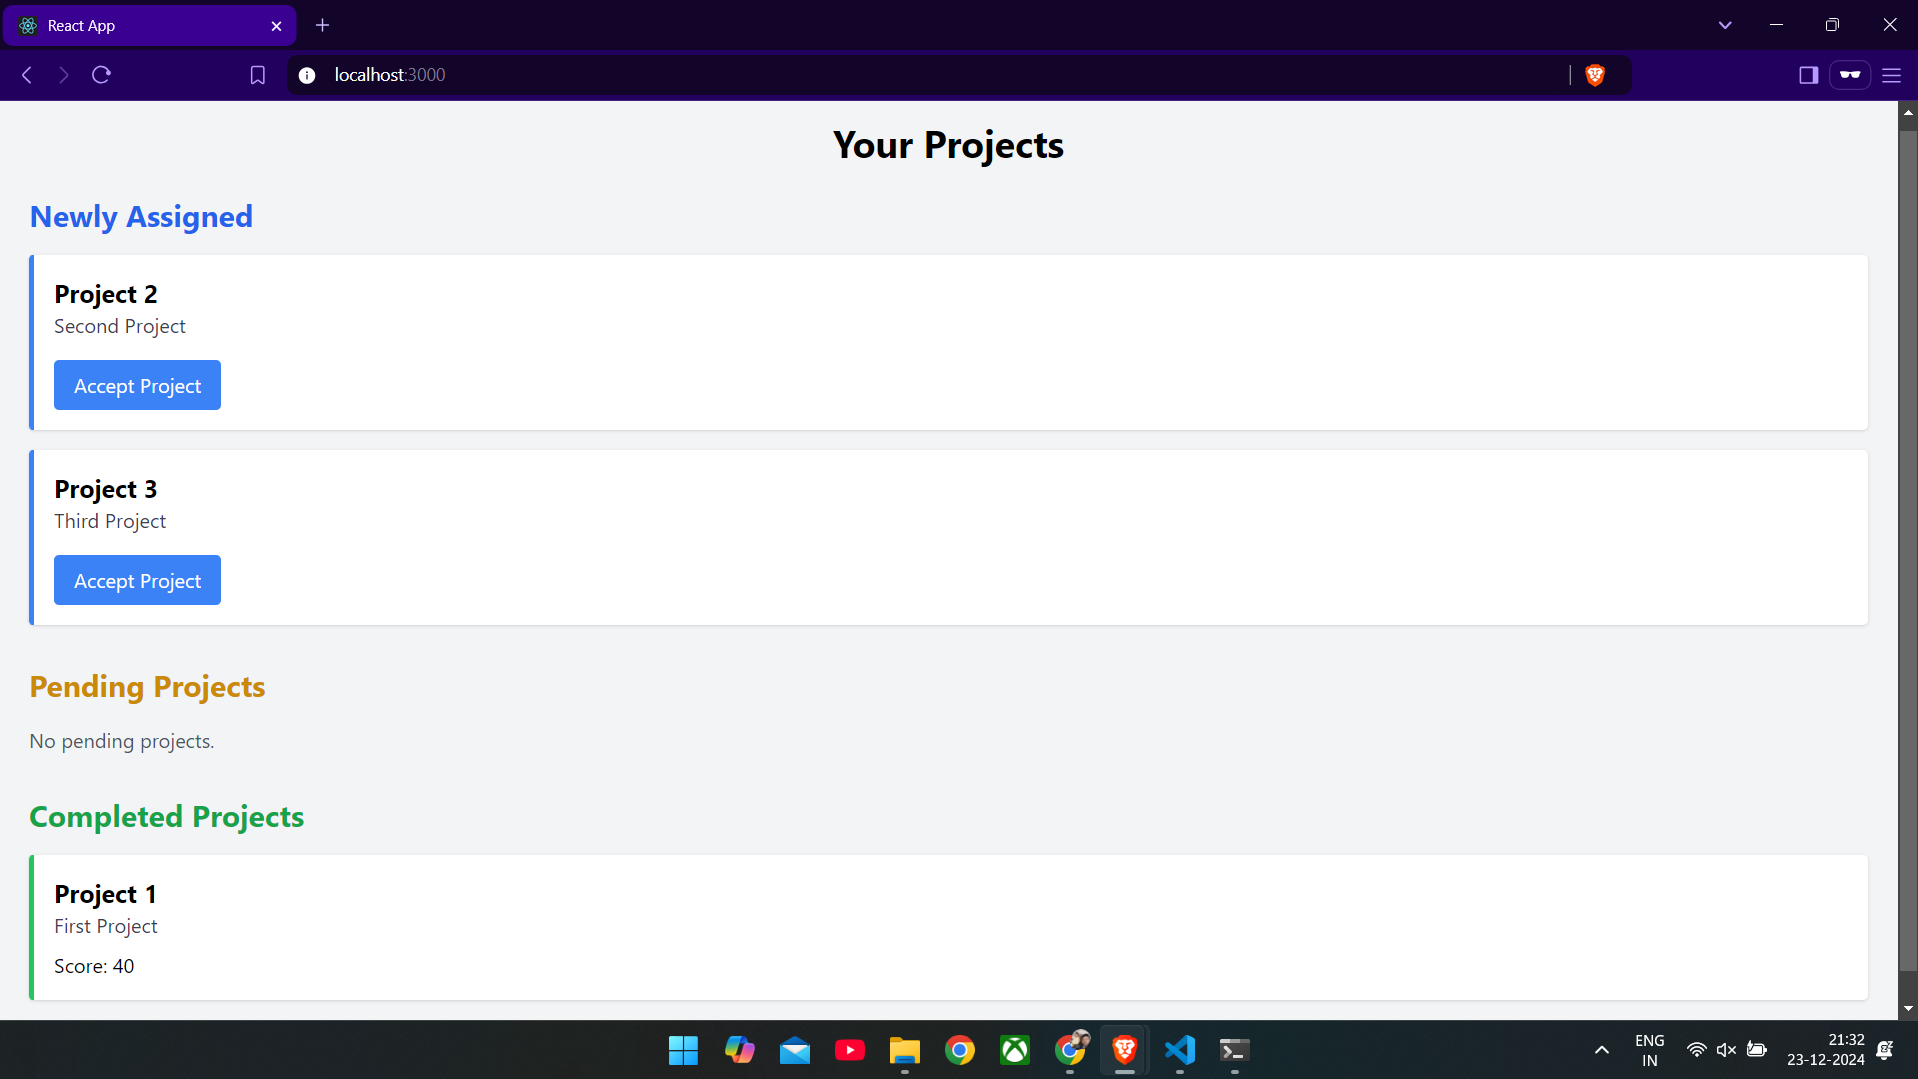 React App
localhost:3000
Your Projects
Newly Assigned
Project 2
Second Project
Accept Project
Project 3
Third Project
Accept Project
Pending Projects
No pending projects.
Completed Projects
Project 1
First Project
Score: 40
ENG
IN
21:32
23-12-2024